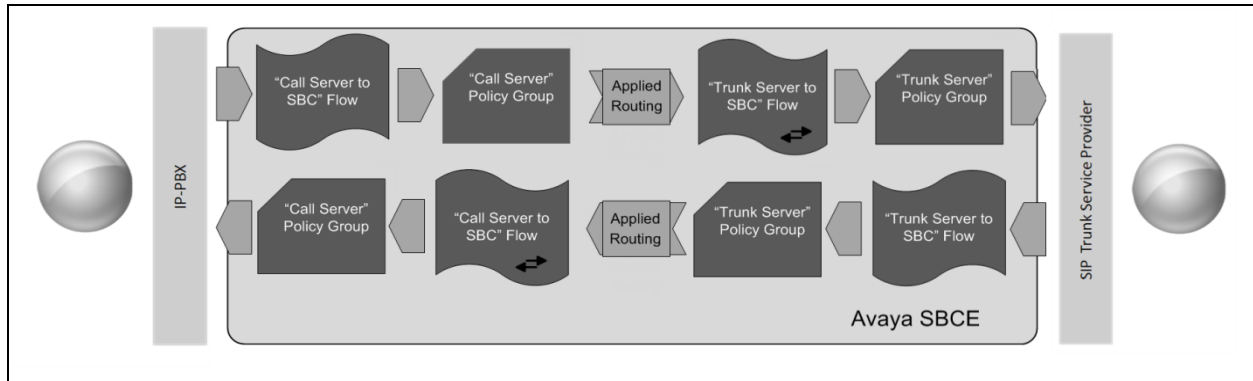 IP-PBX
“Call Server to
SBC” Flow
“Call Server”
Policy Group
Applied
Routing
“Trunk Server to
SBC” Flow
“Trunk Server”
Policy Group
“Call Server”
Policy Group
“Call Server to
SBC” Flow
Applied
Routing
“Trunk Server”
Policy Group
“Trunk Server to
SBC” Flow
SIP Trunk Service Provider
Avaya SBCE